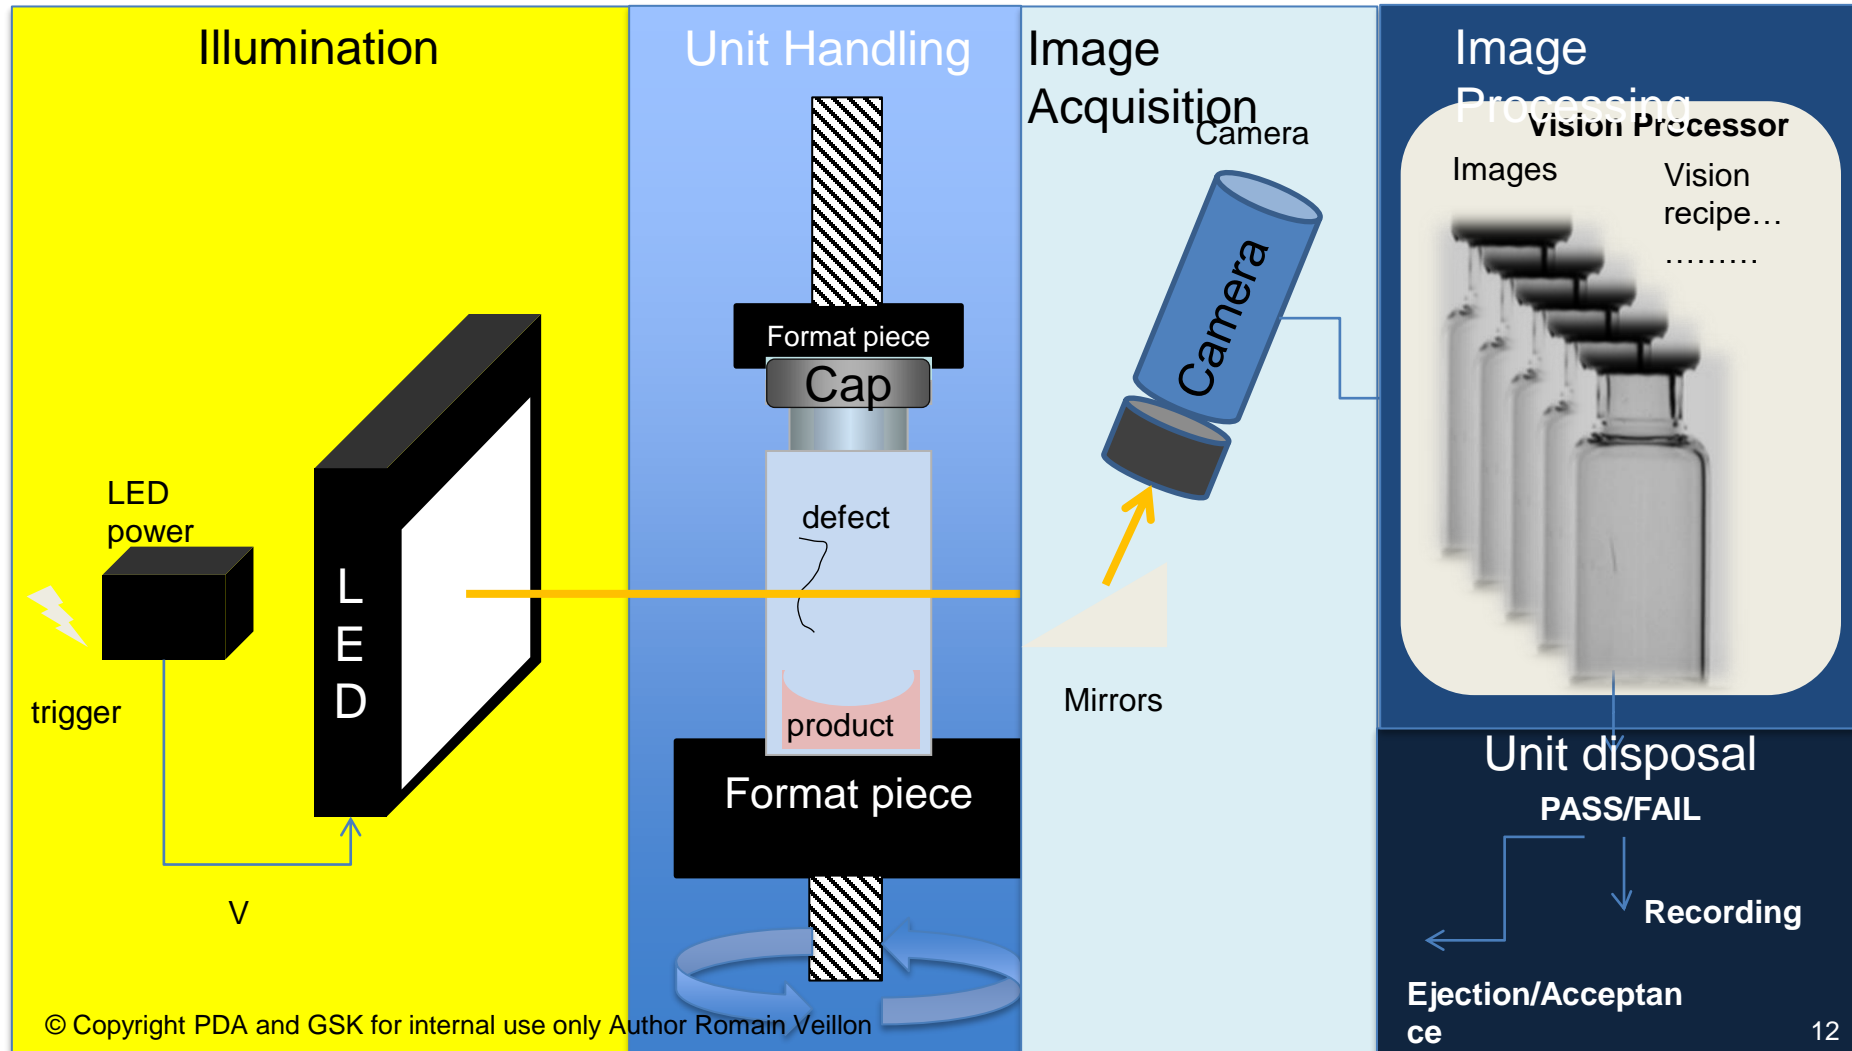 Illumination
LED
power
trigger
L
E
D
V
Unit Handling
Format piece
Cap
defect
product
Format piece
Image
Acquisition
Camera
Camera
Mirrors
Image
Processing
Vision Processor
Images
Vision
recipe…
………
Unit disposal
PASS/FAIL
Recording
Ejection/Acceptan
ce
© Copyright PDA and GSK for internal use only Author Romain Veillon
12